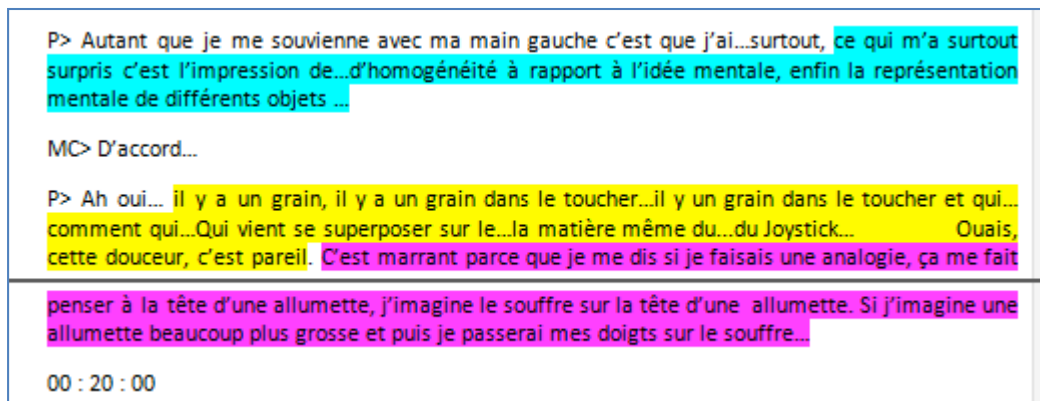 P> Autant que je me souvienne avec ma main gauche c’est que j’ai…surtout, ce qui m’a surtout
surpris c’est l’impression de…d’homogénéité à rapport à l’idée mentale, enfin la représentation
mentale de différents objets …
MC> D’accord…
P> Ah oui… il y a un grain, il y a un grain dans le toucher…il y un grain dans le toucher et qui…
comment qui…Qui vient se superposer sur le…la matière même du…du Joystick… Ouais,
cette douceur, c’est pareil. C’est marrant parce que je me dis si je faisais une analogie, ça me fait
penser à la tête d’une allumette, j’imagine le souffre sur la tête d’une allumette. Si j’imagine une
allumette beaucoup plus grosse et puis je passerai mes doigts sur le souffre…
00 : 20 : 00